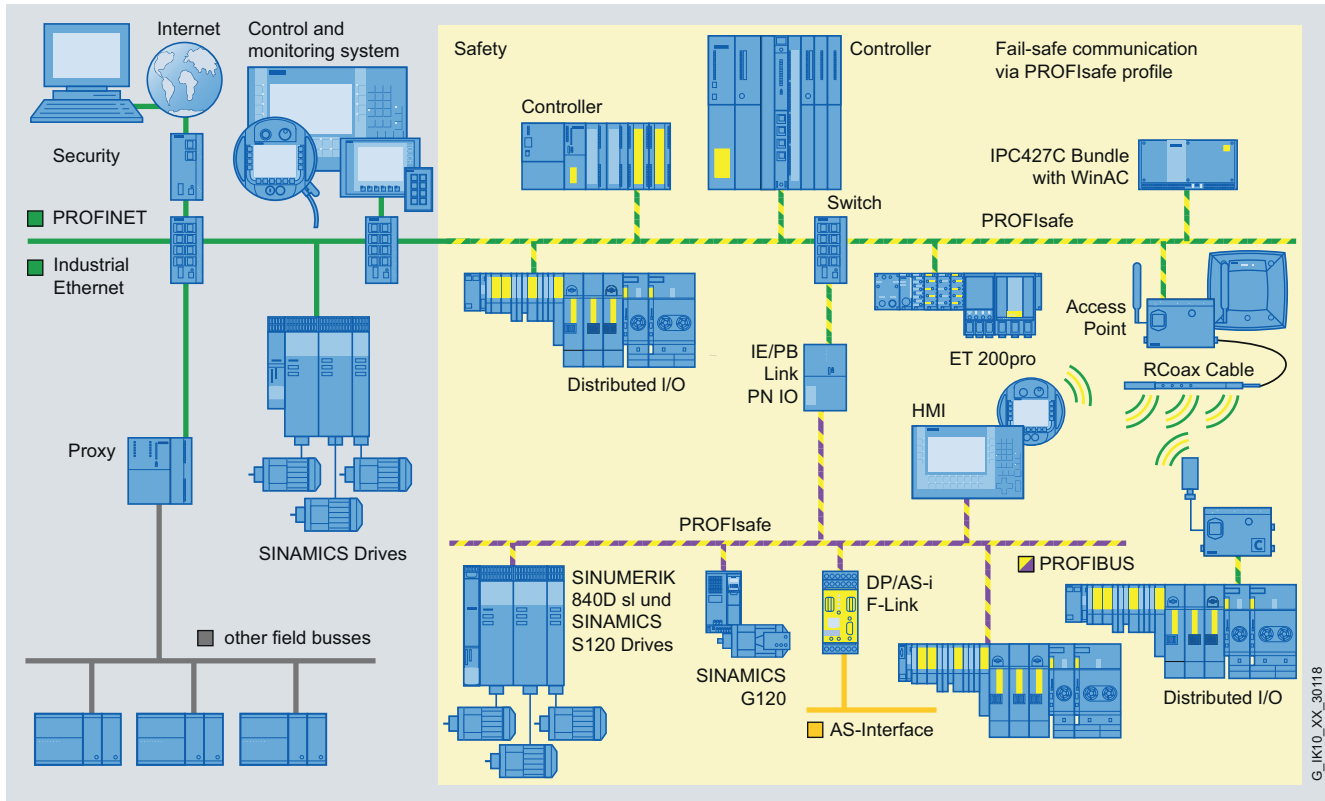 Internet
Control and
monitoring system
Security
PROFINET
Industrial
Ethernet
Proxy
SINAMICS Drives
other field busses
Safety
Controller
Controller
Fail-safe communication
via PROFIsafe profile
IPC427C Bundle
with WinAC
Switch
PROFIsafe
Distributed I/O
IE/PB
Link
PN IO
ET 200pro
Access
Point
RCoax Cable
HMI
PROFIsafe
PROFIBUS
SINUMERIK
840D sl und
SINAMICS
S120 Drives
SINAMICS
G120
DP/AS-i
F-Link
AS-Interface
Distributed I/O
G_IK10_XX_30118